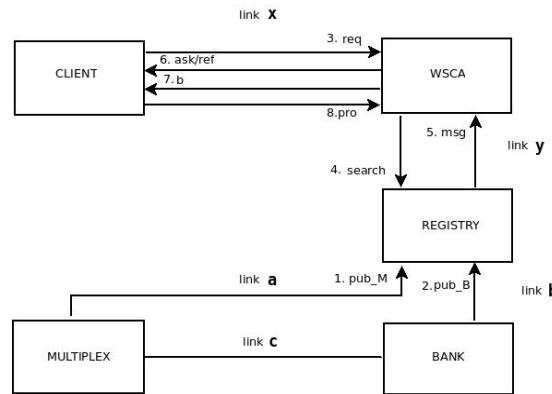 link x
3. req
CLIENT
6. ask/ref
WSCA
7. b
8.pro
5. msg
link y
4. search
REGISTRY
link a
1. pub_M
2.pub_B
link b
MULTIPLEX
link c
BANK